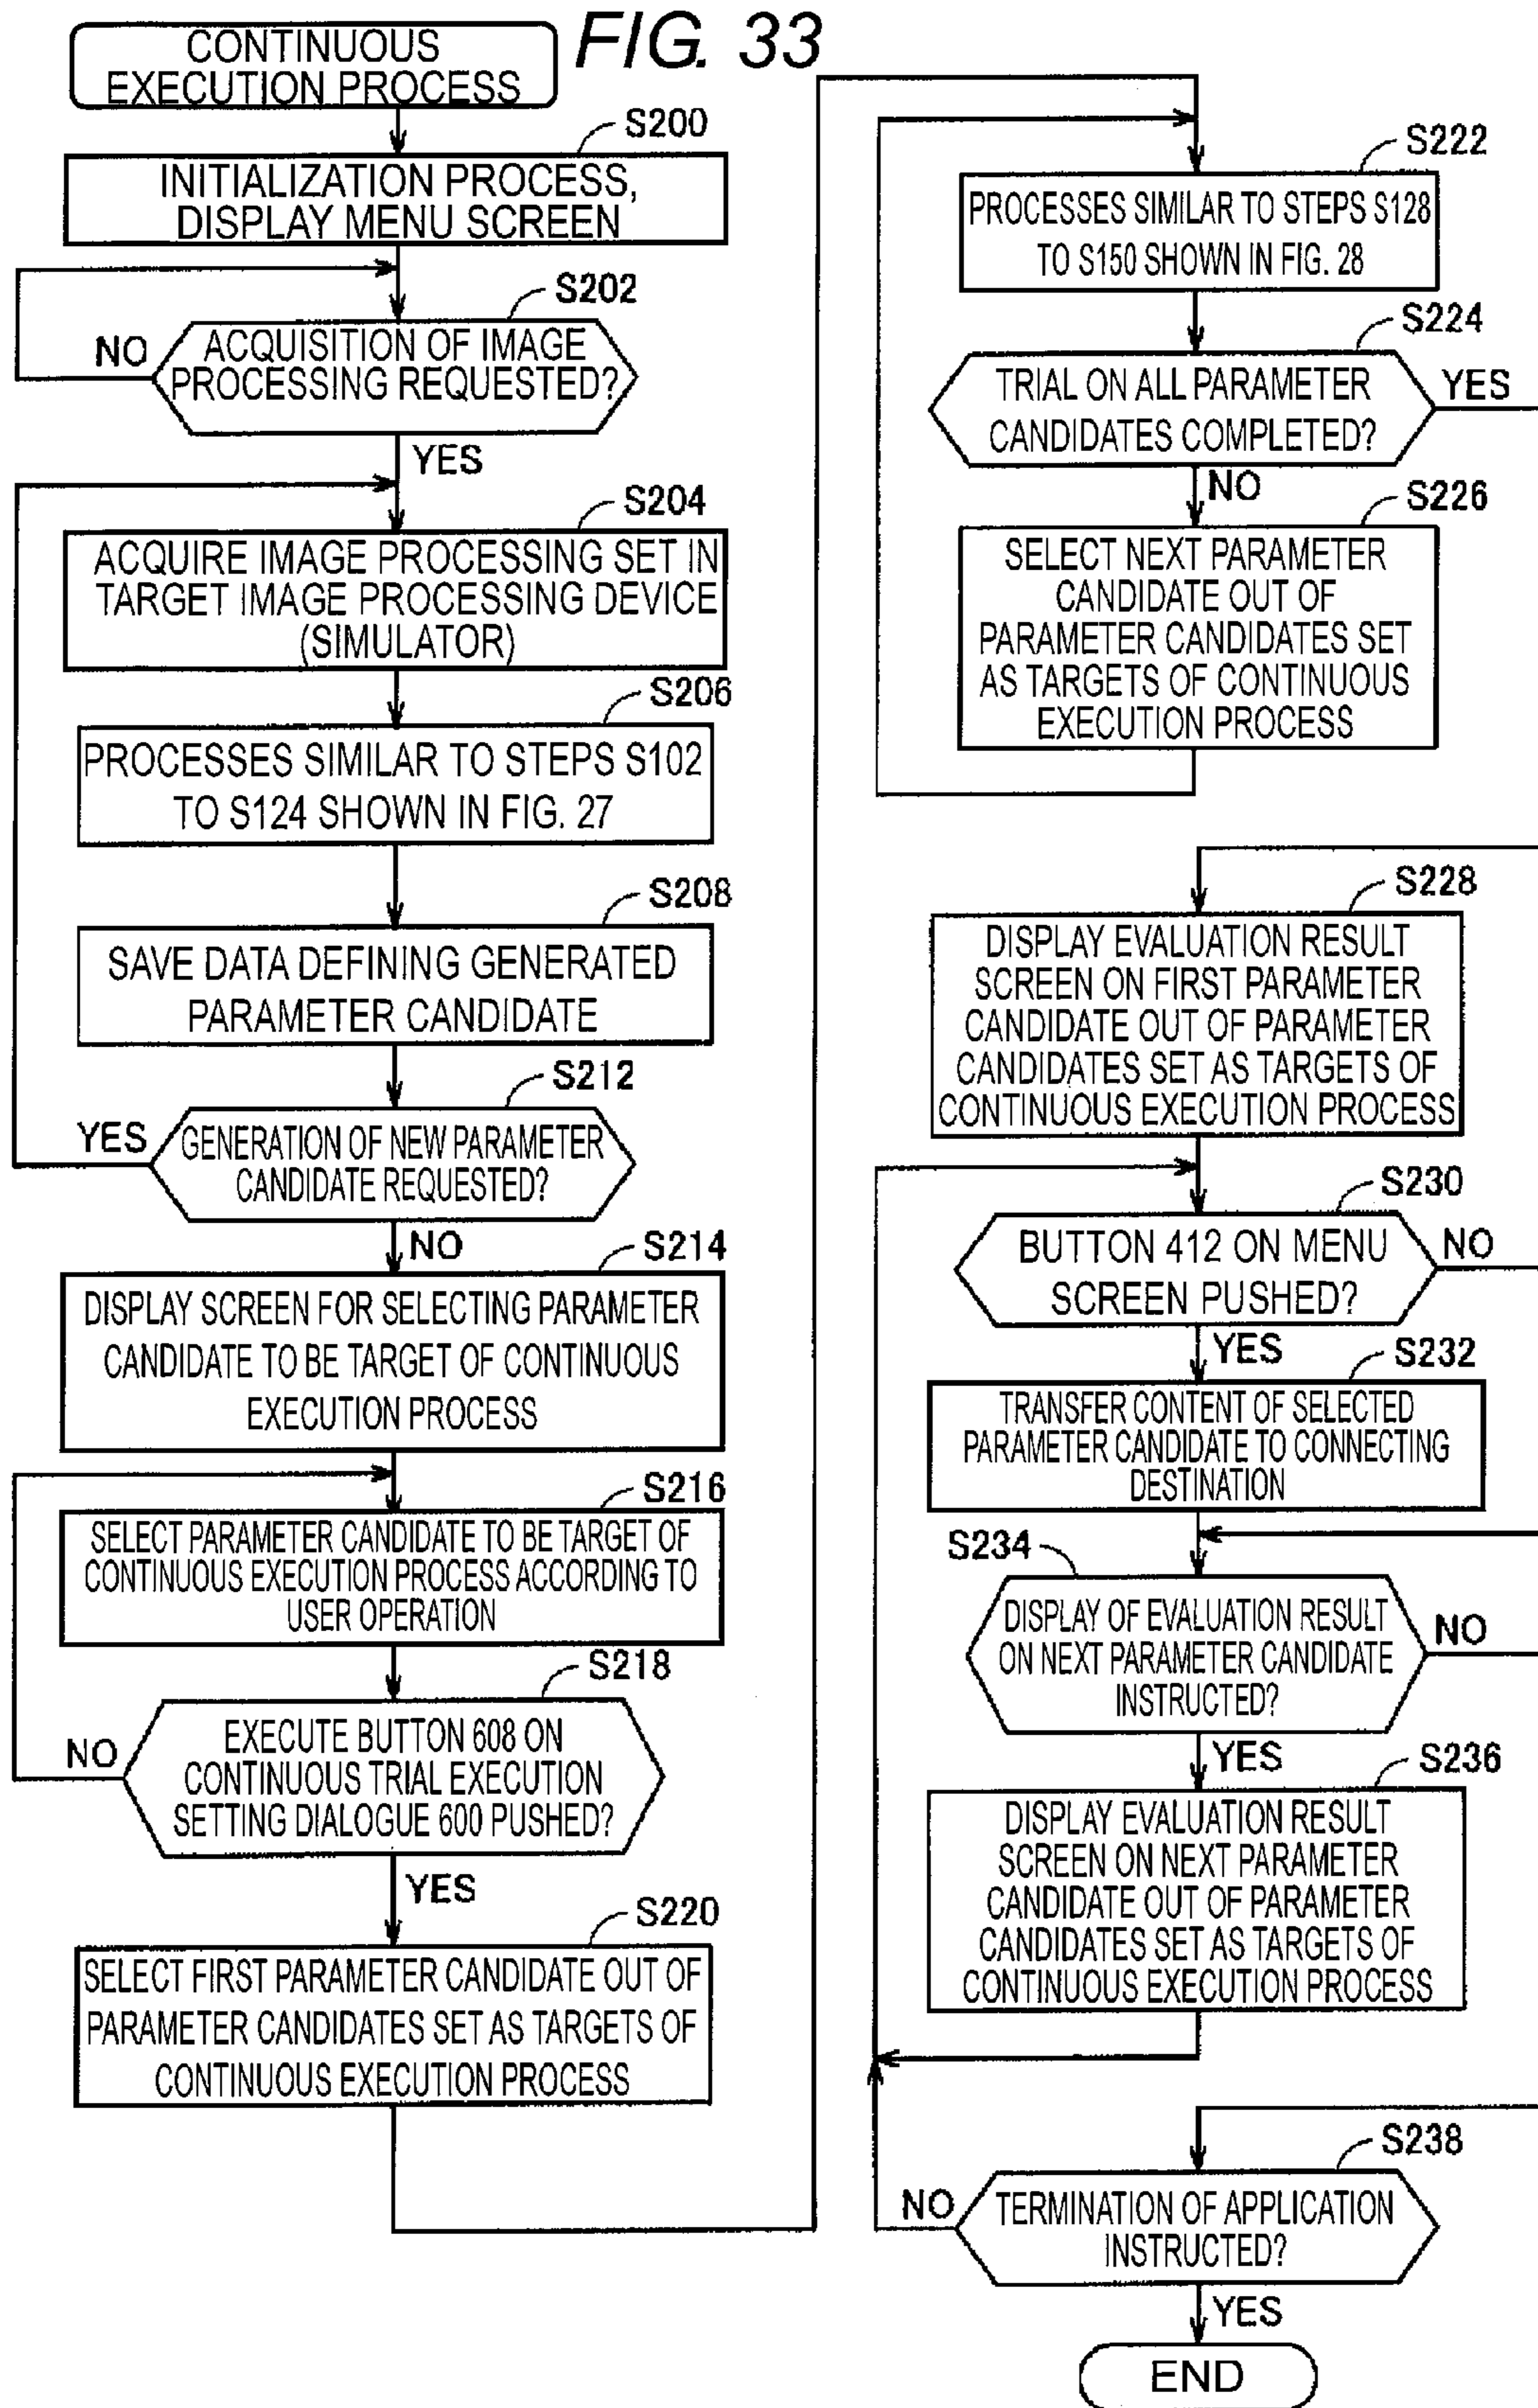 FIG. 33
CONTINUOUS
EXECUTION PROCESS
S200
INITIALIZATION PROCESS,
DISPLAY MENU SCREEN
S202
ACQUISITION OF IMAGE
PROCESSING REQUESTED?
NO
YES
S204
ACQUIRE IMAGE PROCESSING SET IN
TARGET IMAGE PROCESSING DEVICE
(SIMULATOR)
S206
PROCESSES SIMILAR TO STEPS S102
TO S124 SHOWN IN FIG. 27
S208
SAVE DATA DEFINING GENERATED
PARAMETER CANDIDATE
S212
YES
GENERATION OF NEW PARAMETER
CANDIDATE REQUESTED?
NO
S214
DISPLAY SCREEN FOR SELECTING PARAMETER
CANDIDATE TO BE TARGET OF CONTINUOUS
EXECUTION PROCESS
S216
SELECT PARAMETER CANDIDATE TO BE TARGET OF
CONTINUOUS EXECUTION PROCESS ACCORDING TO
USER OPERATION
S218
NO
EXECUTE BUTTON 608 ON
CONTINUOUS TRIAL EXECUTION
SETTING DIALOGUE 600 PUSHED?
YES
S220
SELECT FIRST PARAMETER CANDIDATE OUT OF
PARAMETER CANDIDATES SET AS TARGETS OF
CONTINUOUS EXECUTION PROCESS
S222
PROCESSES SIMILAR TO STEPS S128
TO S150 SHOWN IN FIG. 28
S224
TRIAL ON ALL PARAMETER
CANDIDATES COMPLETED?
YES
NO
S226
SELECT NEXT PARAMETER
CANDIDATE OUT OF
PARAMETER CANDIDATES SET
AS TARGETS OF CONTINUOUS
EXECUTION PROCESS
S228
DISPLAY EVALUATION RESULT
SCREEN ON FIRST PARAMETER
CANDIDATE OUT OF PARAMETER
CANDIDATES SET AS TARGETS OF
CONTINUOUS EXECUTION PROCESS
S230
BUTTON 412 ON MENU
SCREEN PUSHED?
NO
YES
S232
TRANSFER CONTENT OF SELECTED
PARAMETER CANDIDATE TO CONNECTING
DESTINATION
S234
DISPLAY OF EVALUATION RESULT
ON NEXT PARAMETER CANDIDATE
INSTRUCTED?
NO
YES
S236
DISPLAY EVALUATION RESULT
SCREEN ON NEXT PARAMETER
CANDIDATE OUT OF PARAMETER
CANDIDATES SET AS TARGETS OF
CONTINUOUS EXECUTION PROCESS
S238
NO
TERMINATION OF APPLICATION
INSTRUCTED?
YES
END